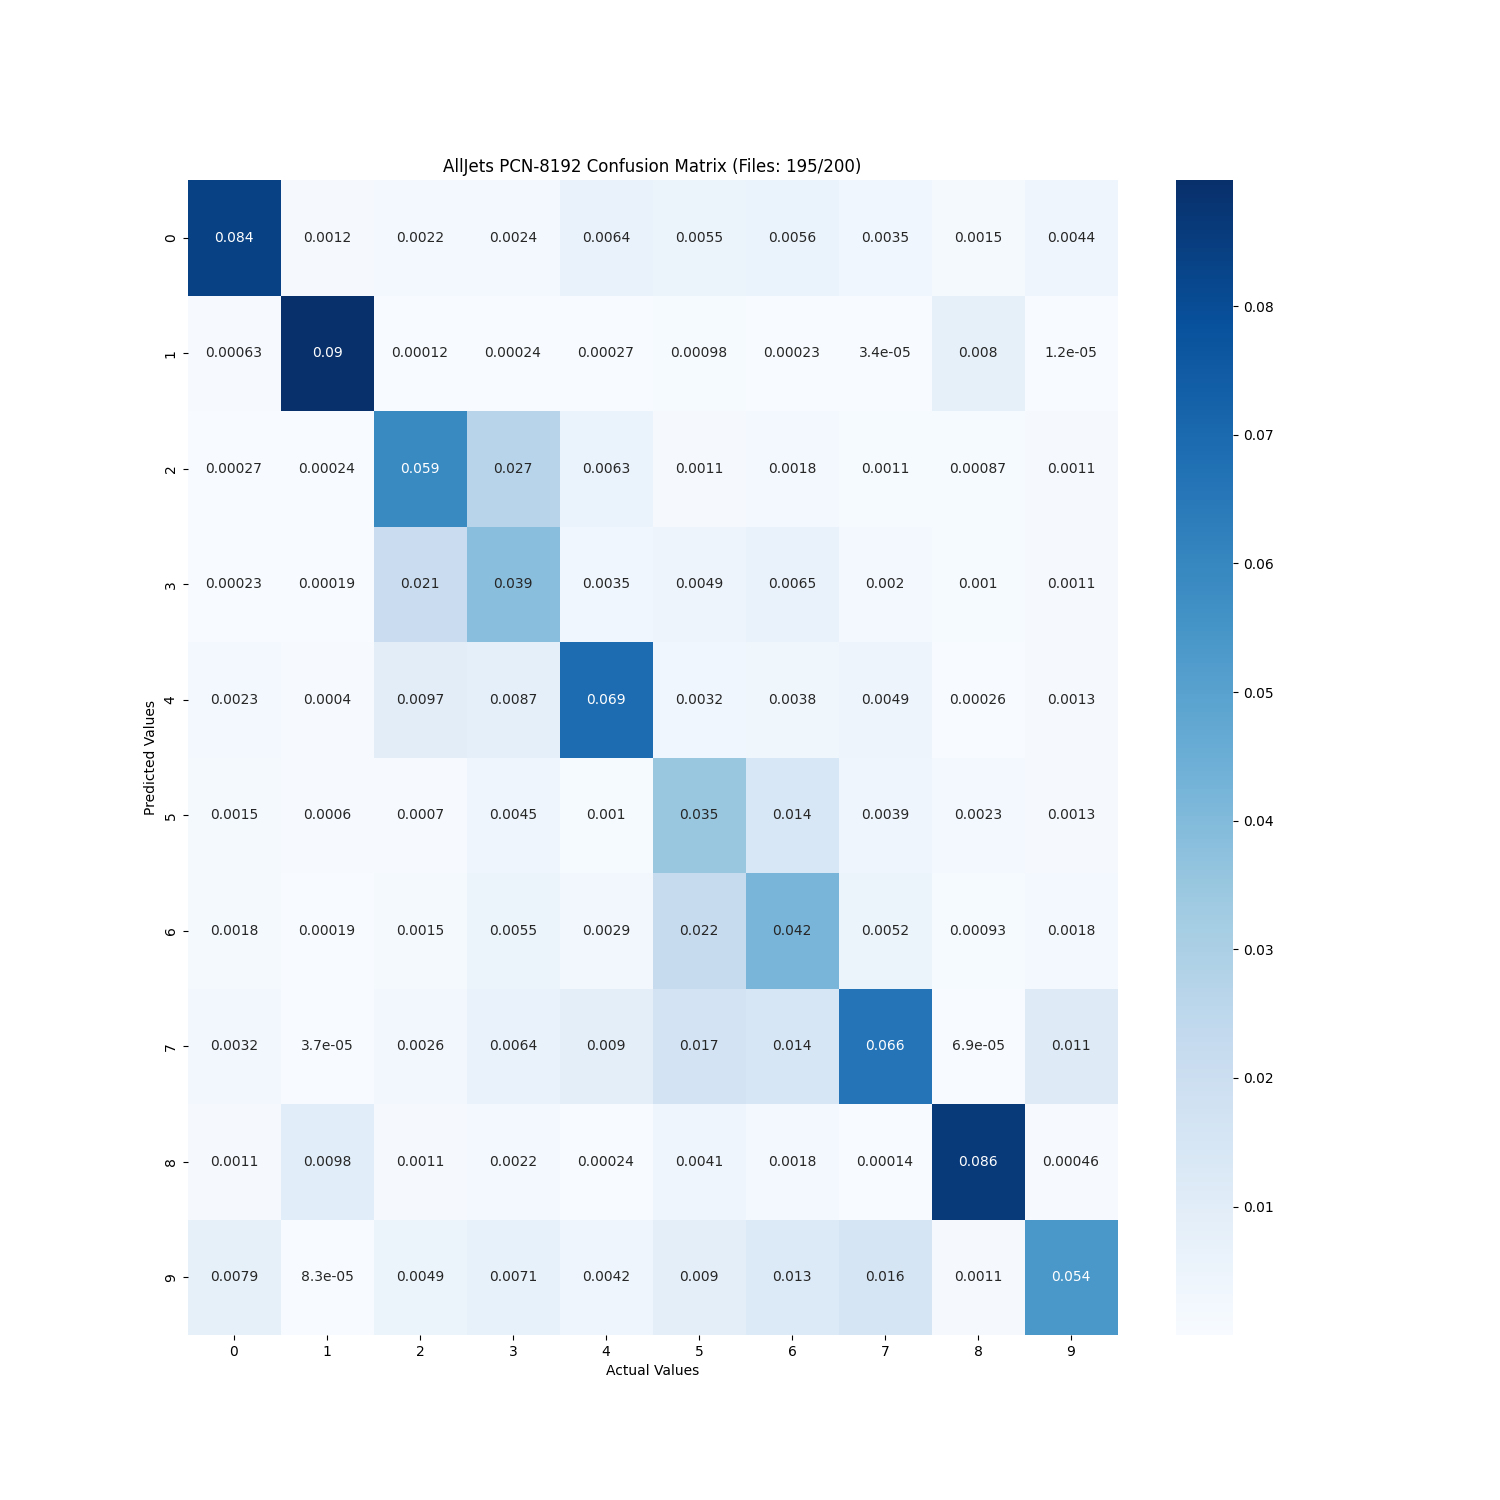 AllJets PCN-8192 Confusion Matrix (Files: 195/200)
0 0.084 0.0012 0.0022 0.0024 0.0064 0.0055 0.0056 0.0035 0.0015 0.0044
1 0.00063 0.09 0.00012 0.00024 0.00027 0.00098 0.00023 3.4e-05 0.008 1.2e-05
2 0.00027 0.00024 0.059 0.027 0.0063 0.0011 0.0018 0.0011 0.00087 0.0011
3 0.00023 0.00019 0.021 0.039 0.0035 0.0049 0.0065 0.002 0.001 0.0011
4 0.0023 0.0004 0.0097 0.0087 0.069 0.0032 0.0038 0.0049 0.00026 0.0013
5 0.0015 0.0006 0.0007 0.0045 0.001 0.035 0.014 0.0039 0.0023 0.0013
6 0.0018 0.00019 0.0015 0.0055 0.0029 0.022 0.042 0.0052 0.00093 0.0018
7 0.0032 3.7e-05 0.0026 0.0064 0.009 0.017 0.014 0.066 6.9e-05 0.011
8 0.0011 0.0098 0.0011 0.0022 0.00024 0.0041 0.0018 0.00014 0.086 0.00046
9 0.0079 8.3e-05 0.0049 0.0071 0.0042 0.009 0.013 0.016 0.0011 0.054
0 1 2 3 4 5 6 7 8 9
Actual Values
Predicted Values
0.08
0.07
0.06
0.05
0.04
0.03
0.02
0.01